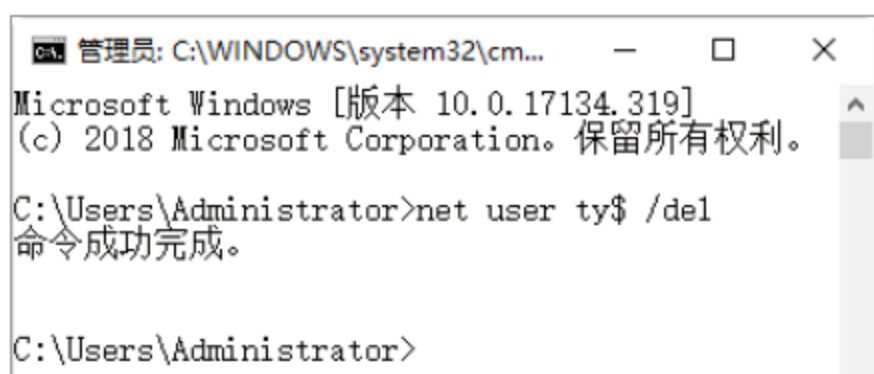 管理员: C:\WINDOWS\system32\cm...
Microsoft Windows [版本 10.0.17134.319]
(c) 2018 Microsoft Corporation。保留所有权利。
C:\Users\Administrator>net user ty$ /del
命令成功完成。
C:\Users\Administrator>